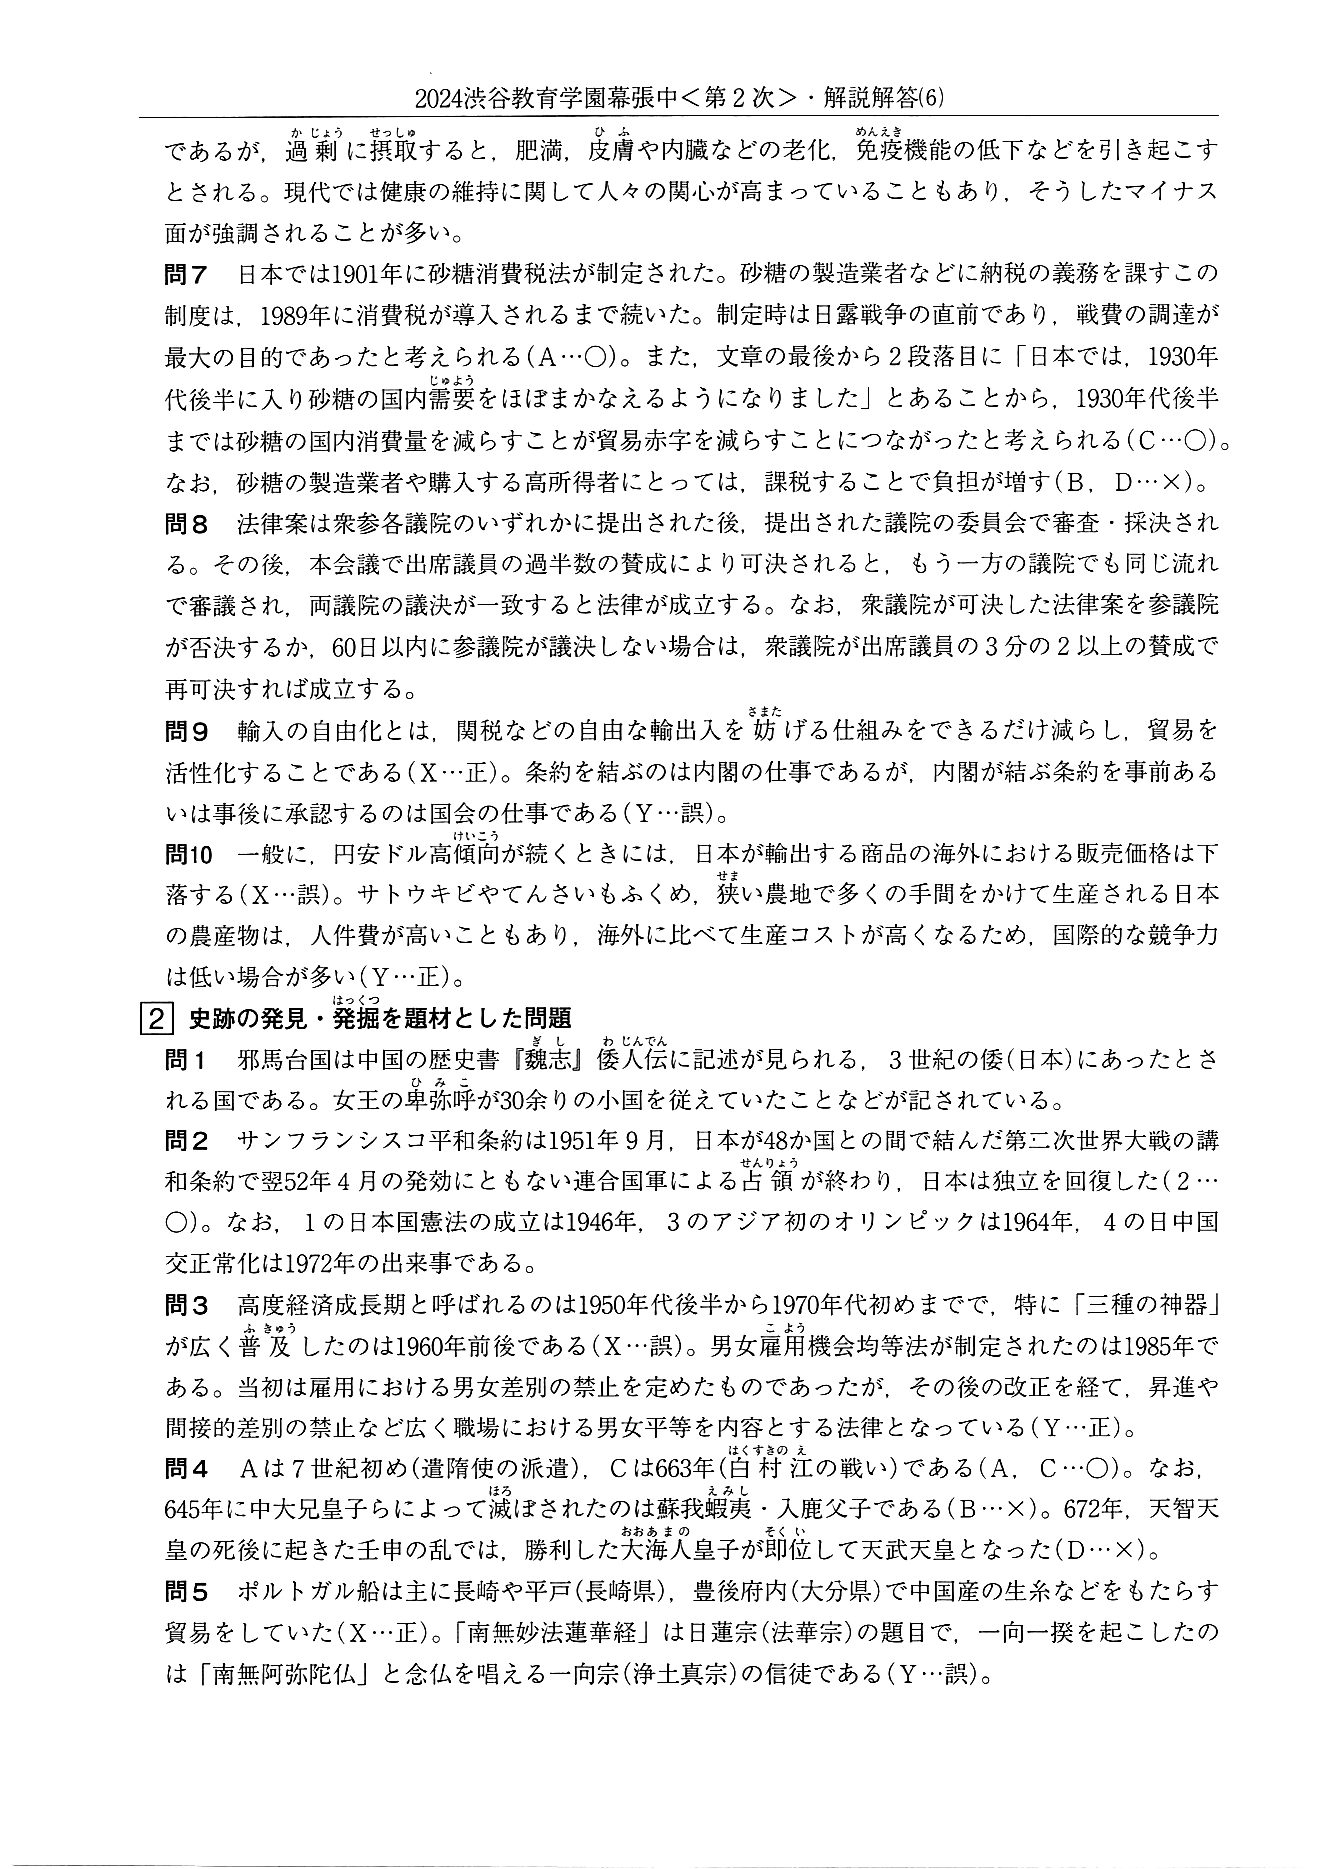 2024渋谷教育学園幕張中＜第2次＞・解説解答(6)
であるが，過剰に摂取すると，肥満，皮膚や内臓などの老化，免疫機能の低下などを引き起こす
とされる。現代では健康の維持に関して人々の関心が高まっていることもあり，そうしたマイナス
面が強調されることが多い。
問7　日本では1901年に砂糖消費税法が制定された。砂糖の製造業者などに納税の義務を課すこの
制度は，1989年に消費税が導入されるまで続いた。制定時は日露戦争の直前であり，戦費の調達が
最大の目的であったと考えられる(A…○)。また，文章の最後から2段落目に「日本では，1930年
代後半に入り砂糖の国内需要をほぼまかなえるようになりました」とあることから，1930年代後半
までは砂糖の国内消費量を減らすことが貿易赤字を減らすことにつながったと考えられる(C…○)。
なお，砂糖の製造業者や購入する高所得者にとっては，課税することで負担が増す(B，D…×)。
問8　法律案は衆参各議院のいずれかに提出された後，提出された議院の委員会で審査・採決され
る。その後，本会議で出席議員の過半数の賛成により可決されると，もう一方の議院でも同じ流れ
で審議され，両議院の議決が一致すると法律が成立する。なお，衆議院が可決した法律案を参議院
が否決するか，60日以内に参議院が議決しない場合は，衆議院が出席議員の3分の2以上の賛成で
再可決すれば成立する。
問9　輸入の自由化とは，関税などの自由な輸出入を妨げる仕組みをできるだけ減らし，貿易を
活性化することである(X…正)。条約を結ぶのは内閣の仕事であるが，内閣が結ぶ条約を事前ある
いは事後に承認するのは国会の仕事である(Y…誤)。
問10　一般に，円安ドル高傾向が続くときには，日本が輸出する商品の海外における販売価格は下
落する(X…誤)。サトウキビやてんさいもふくめ，狭い農地で多くの手間をかけて生産される日本
の農産物は，人件費が高いこともあり，海外に比べて生産コストが高くなるため，国際的な競争力
は低い場合が多い(Y…正)。
2 史跡の発見・発掘を題材とした問題
問1　邪馬台国は中国の歴史書『魏志』倭人伝に記述が見られる，3世紀の倭(日本)にあったとさ
れる国である。女王の卑弥呼が30余りの小国を従えていたことなどが記されている。
問2　サンフランシスコ平和条約は1951年9月，日本が48か国との間で結んだ第二次世界大戦の講
和条約で翌52年4月の発効にともない連合国軍による占領が終わり，日本は独立を回復した(2…
○)。なお，1の日本国憲法の成立は1946年，3のアジア初のオリンピックは1964年，4の日中国
交正常化は1972年の出来事である。
問3　高度経済成長期と呼ばれるのは1950年代後半から1970年代初めまでで，特に「三種の神器」
が広く普及したのは1960年前後である(X…誤)。男女雇用機会均等法が制定されたのは1985年で
ある。当初は雇用における男女差別の禁止を定めたものであったが，その後の改正を経て，昇進や
間接的差別の禁止など広く職場における男女平等を内容とする法律となっている(Y…正)。
問4　Aは7世紀初め(遣隋使の派遣)，Cは663年(白村江の戦い)である(A，C…○)。なお，
645年に中大兄皇子らによって滅ぼされたのは蘇我蝦夷・入鹿父子である(B…×)。672年，天智天
皇の死後に起きた壬申の乱では，勝利した大海人皇子が即位して天武天皇となった(D…×)。
問5　ポルトガル船は主に長崎や平戸(長崎県)，豊後府内(大分県)で中国産の生糸などをもたらす
貿易をしていた(X…正)。「南無妙法蓮華経」は日蓮宗(法華宗)の題目で，一向一揆を起こしたの
は「南無阿弥陀仏」と念仏を唱える一向宗(浄土真宗)の信徒である(Y…誤)。